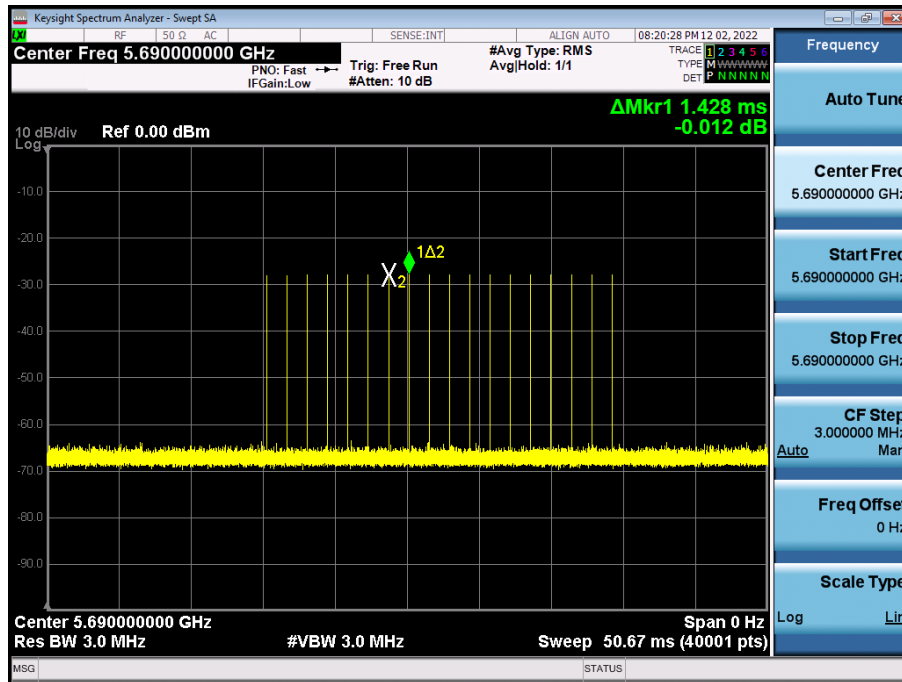 Keysight Spectrum Analyzer - Swept SA
LXI
RF 50 Ω AC SENSE:INT ALIGN AUTO 08:20:28 PM 12 02, 2022
Center Freq 5.690000000 GHz
PNO: Fast
IFGain:Low
Trig: Free Run
#Atten: 10 dB
#Avg Type: RMS
Avg|Hold: 1/1
TRACE 1 2 3 4 5 6
TYPE M W W W W W
DET P N N N N N
ΔMkr1 1.428 ms
-0.012 dB
10 dB/div Ref 0.00 dBm
Log
-10.0
-20.0
-30.0
-40.0
-50.0
-60.0
-70.0
-80.0
-90.0
1Δ2
X2
Center 5.690000000 GHz Span 0 Hz
Res BW 3.0 MHz #VBW 3.0 MHz Sweep 50.67 ms (40001 pts)
MSG STATUS
Frequency
Auto Tune
Center Freq
5.690000000 GHz
Start Freq
5.690000000 GHz
Stop Freq
5.690000000 GHz
CF Step
3.000000 MHz
Auto Man
Freq Offset
0 Hz
Scale Type
Log Lin